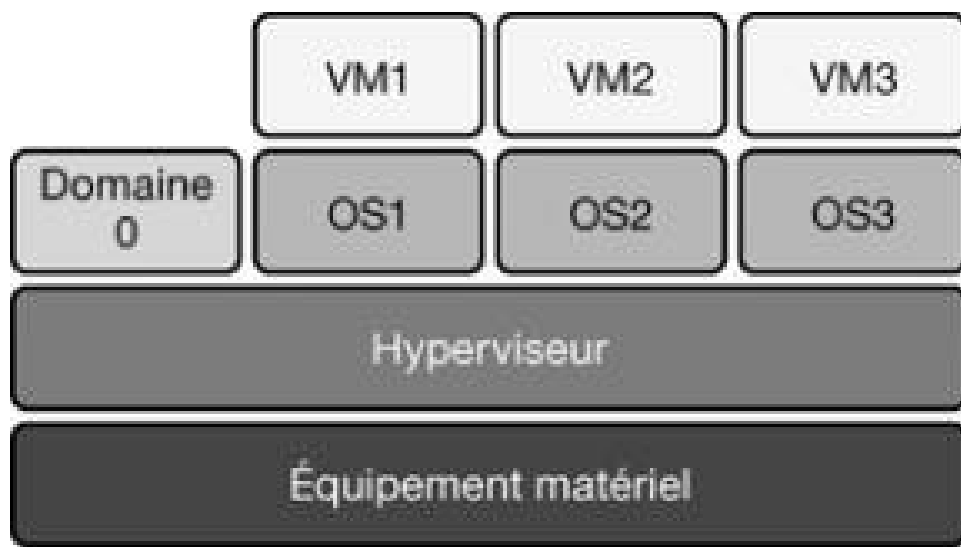 VM1 VM2 VM3
Domaine
0
OS1 OS2 OS3
Hyperviseur
Équipement matériel